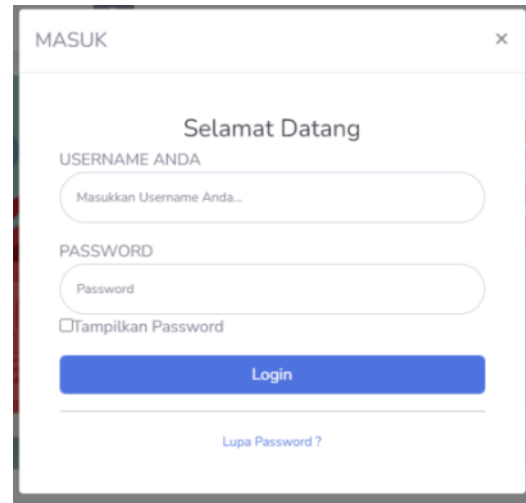 MASUK ×
Selamat Datang
USERNAME ANDA
Masukkan Username Anda...
PASSWORD
Password
Tampilkan Password
Login
Lupa Password ?